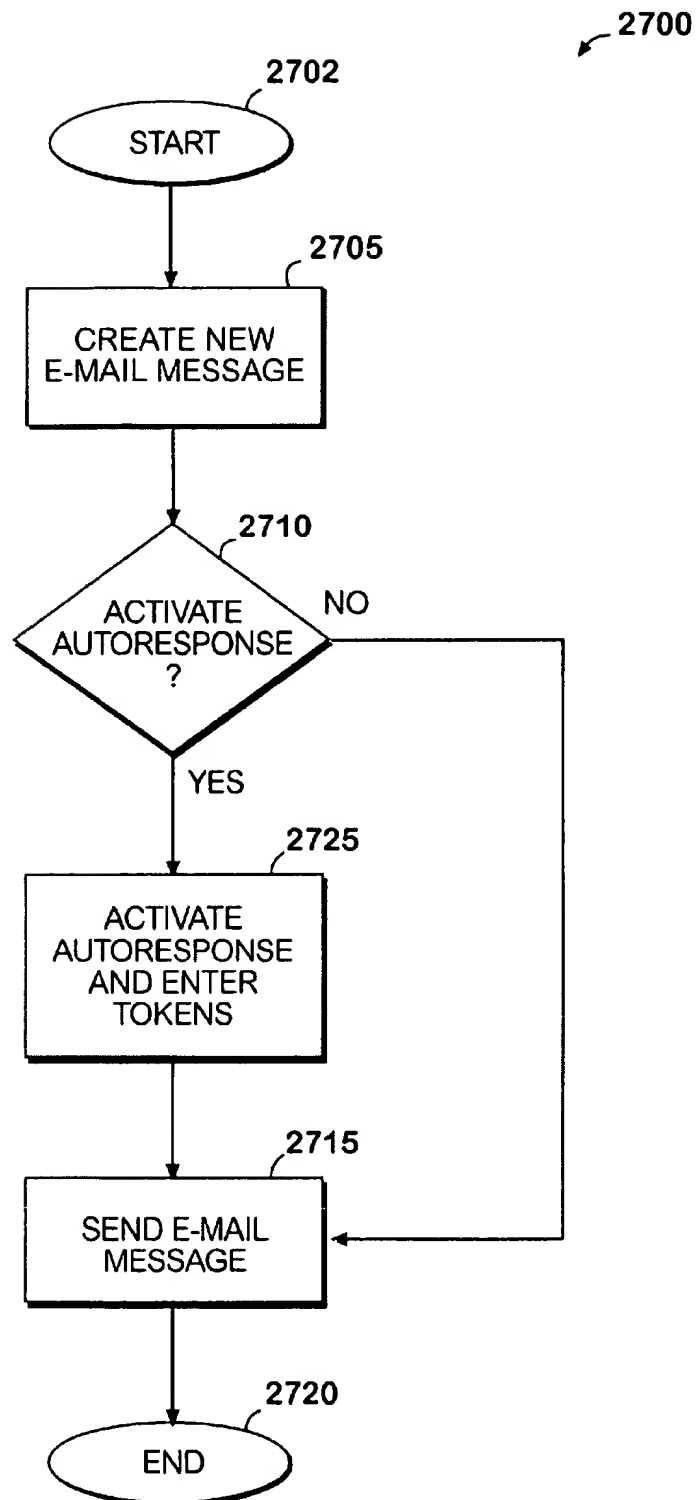 2700
2702
START
2705
CREATE NEW
E-MAIL MESSAGE
2710
ACTIVATE
AUTORESPONSE
?
NO
YES
2725
ACTIVATE
AUTORESPONSE
AND ENTER
TOKENS
2715
SEND E-MAIL
MESSAGE
2720
END